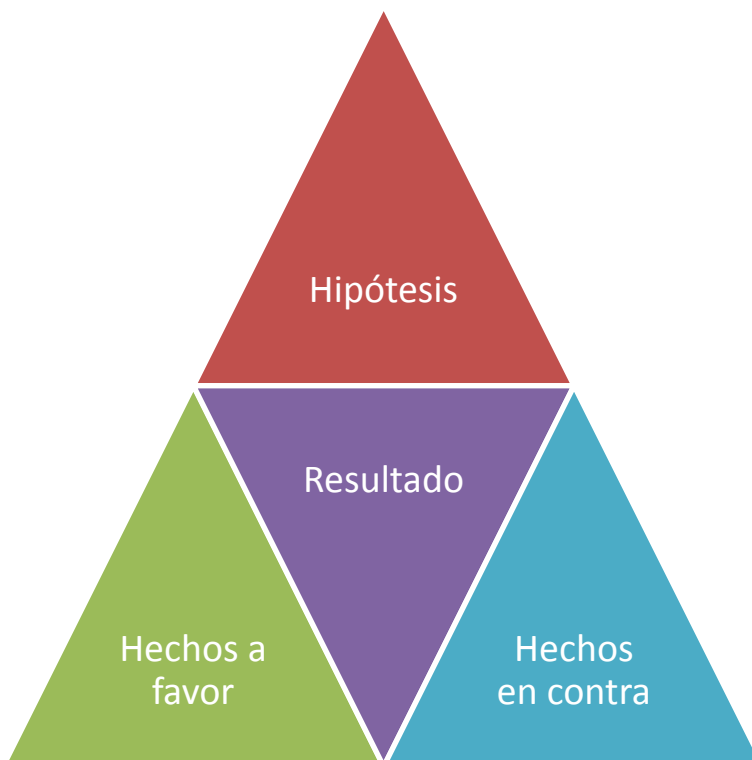 Hipótesis
Resultado
Hechos a
favor
Hechos
en contra